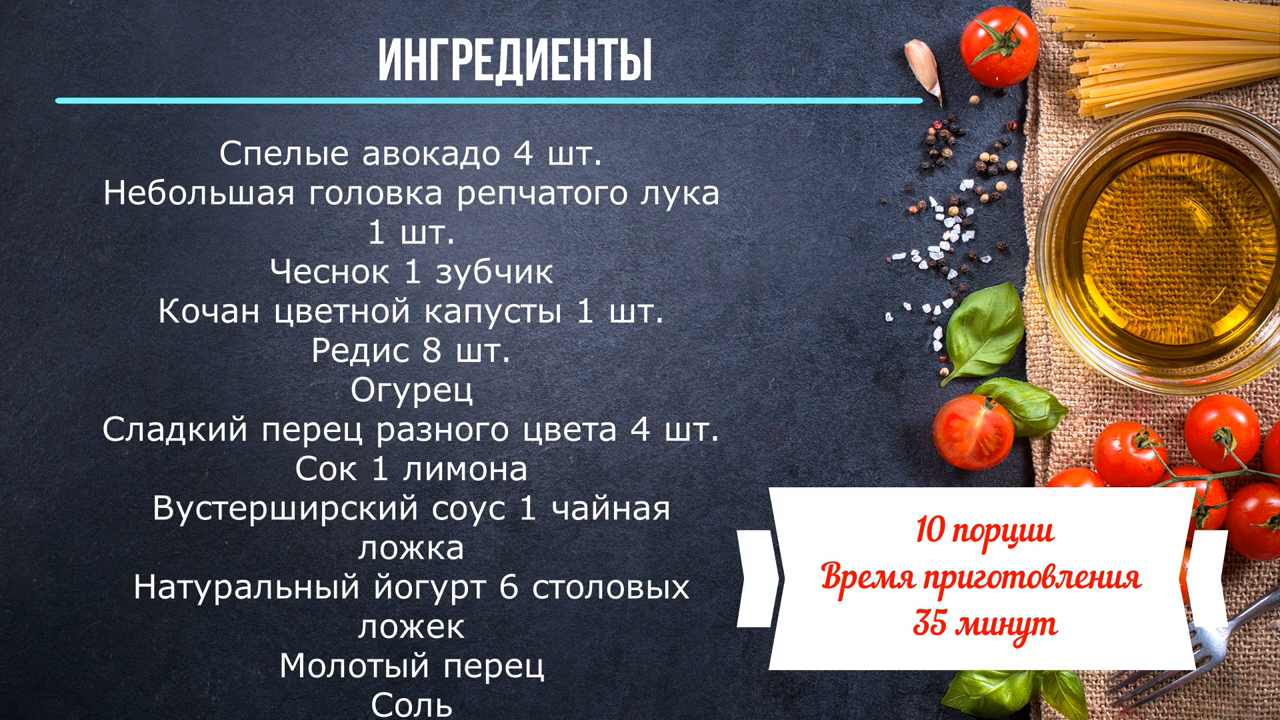 ИНГРЕДИЕНТЫ
Спелые авокадо 4 шт.
Небольшая головка репчатого лука
1 шт.
Чеснок 1 зубчик
Кочан цветной капусты 1 шт.
Редис 8 шт.
Огурец
Сладкий перец разного цвета 4 шт.
Сок 1 лимона
Вустерширский соус 1 чайная
ложка
Натуральный йогурт 6 столовых
ложек
Молотый перец
Соль
10 порции
Время приготовления
35 минут